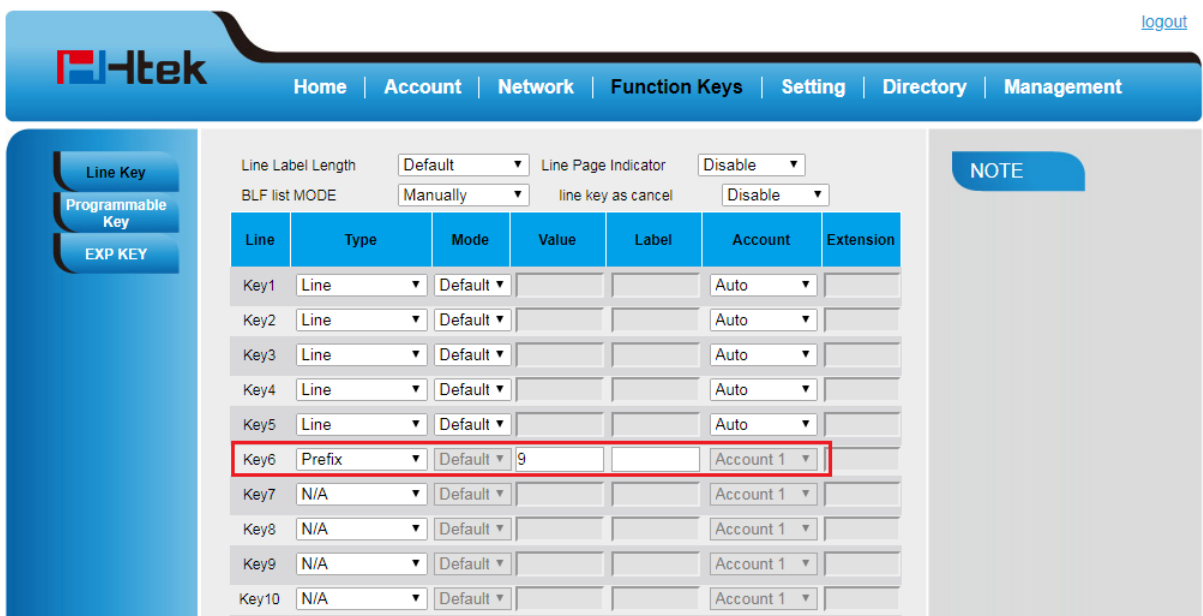 logout
Htek
Home | Account | Network | Function Keys | Setting | Directory | Management
Line Key
Programmable
Key
EXP KEY
Line Label Length Default Line Page Indicator Disable
BLF list MODE Manually line key as cancel Disable
Line Type Mode Value Label Account Extension
Key1 Line Default Auto
Key2 Line Default Auto
Key3 Line Default Auto
Key4 Line Default Auto
Key5 Line Default Auto
Key6 Prefix Default 9 Account 1
Key7 N/A Default Account 1
Key8 N/A Default Account 1
Key9 N/A Default Account 1
Key10 N/A Default Account 1
NOTE